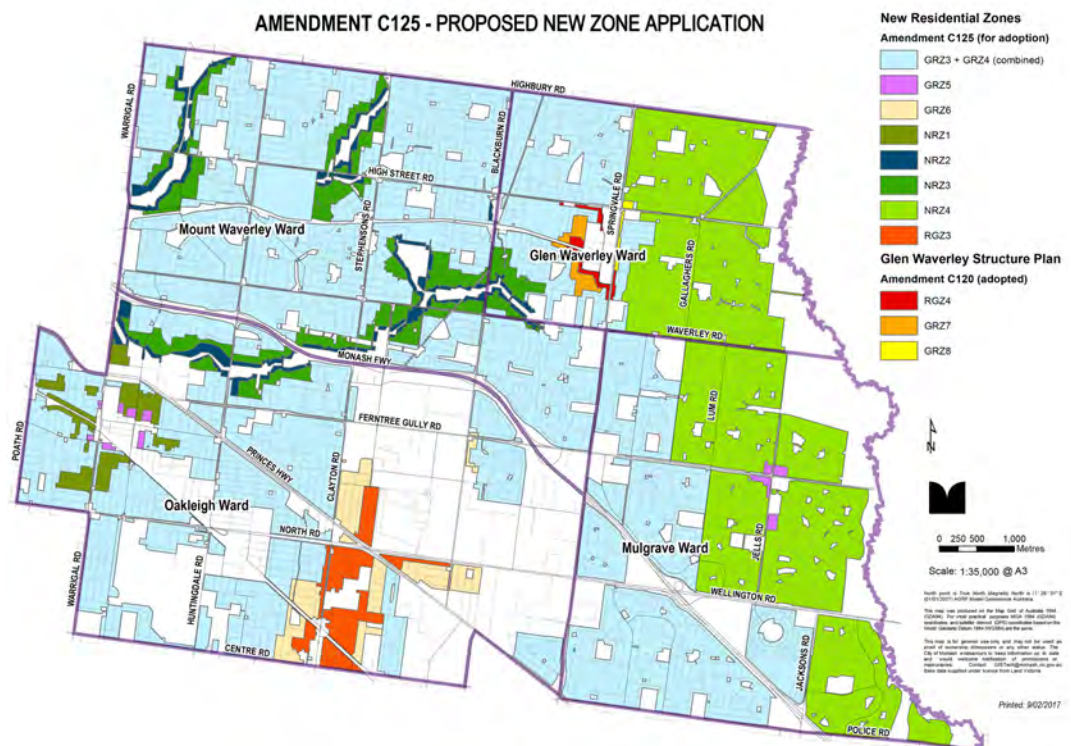 AMENDMENT C125 - PROPOSED NEW ZONE APPLICATION
New Residential Zones
Amendment C125 (for adoption)
GRZ3 + GRZ4 (combined)
GRZ5
GRZ6
NRZ1
NRZ2
NRZ3
NRZ4
RGZ3
Glen Waverley Structure Plan
Amendment C120 (adopted)
RGZ4
GRZ7
GRZ8
HIGHBURY RD
WARRIGAL RD
BLACKBURN RD
HIGH STREET RD
SPRINGVALE RD
STEPHENSONS RD
Mount Waverley Ward
Glen Waverley Ward
GALLAGHERS RD
WAVERLEY RD
MONASH FWY
LUM RD
FERNTREE GULLY RD
POATH RD
PRINCES HWY
CLAYTON RD
Oakleigh Ward
NORTH RD
Mulgrave Ward
JELLS RD
WELLINGTON RD
WARRIGAL RD
HUNTINGDALE RD
CENTRE RD
JACKSONS RD
POLICE RD
N
0 250 500 1,000
Metres
Scale: 1:35,000 @ A3
Printed: 9/02/2017